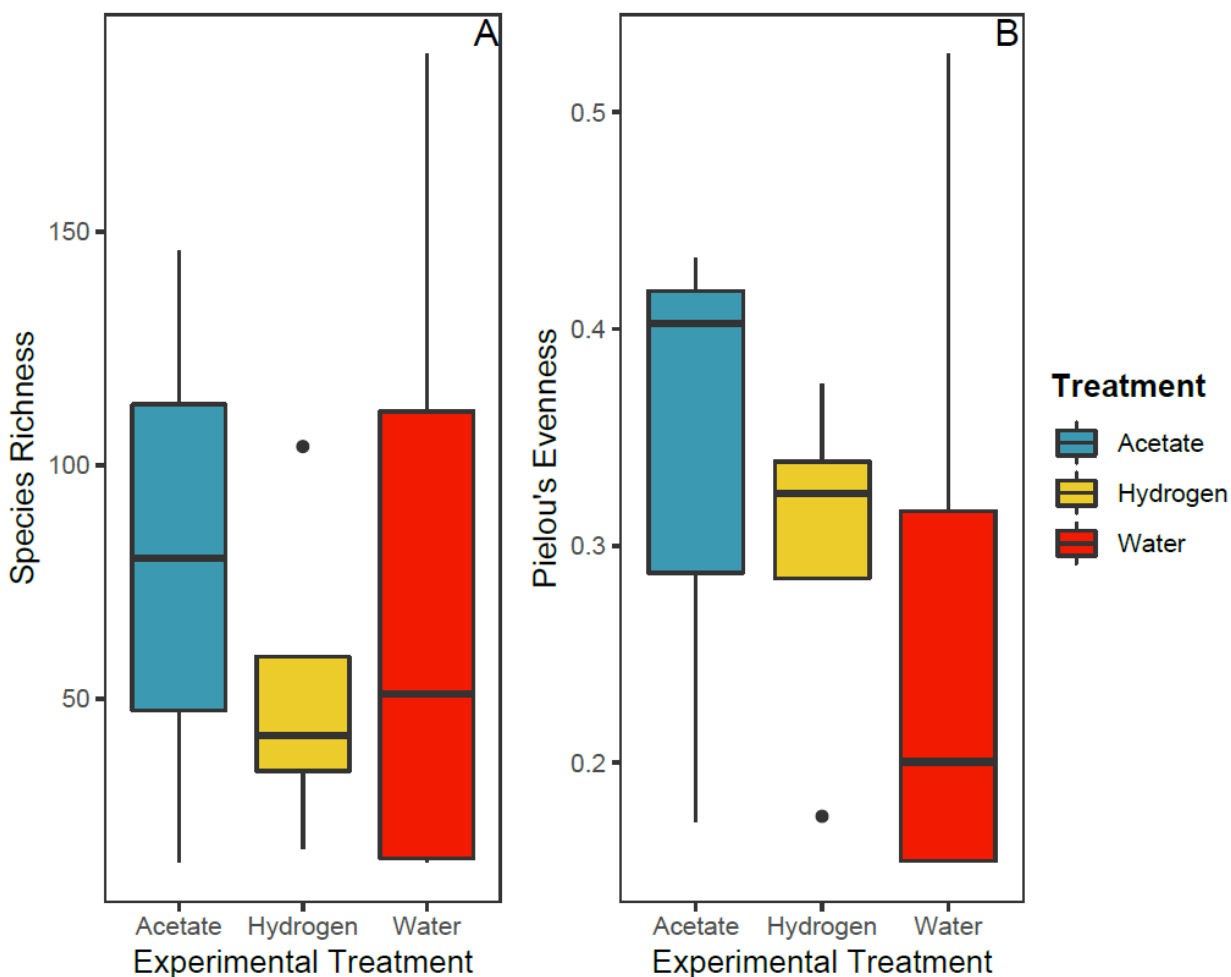 A
Species Richness
150
100
50
Acetate Hydrogen Water
Experimental Treatment
B
Pielou's Evenness
0.5
0.4
0.3
0.2
Acetate Hydrogen Water
Experimental Treatment
Treatment
Acetate
Hydrogen
Water